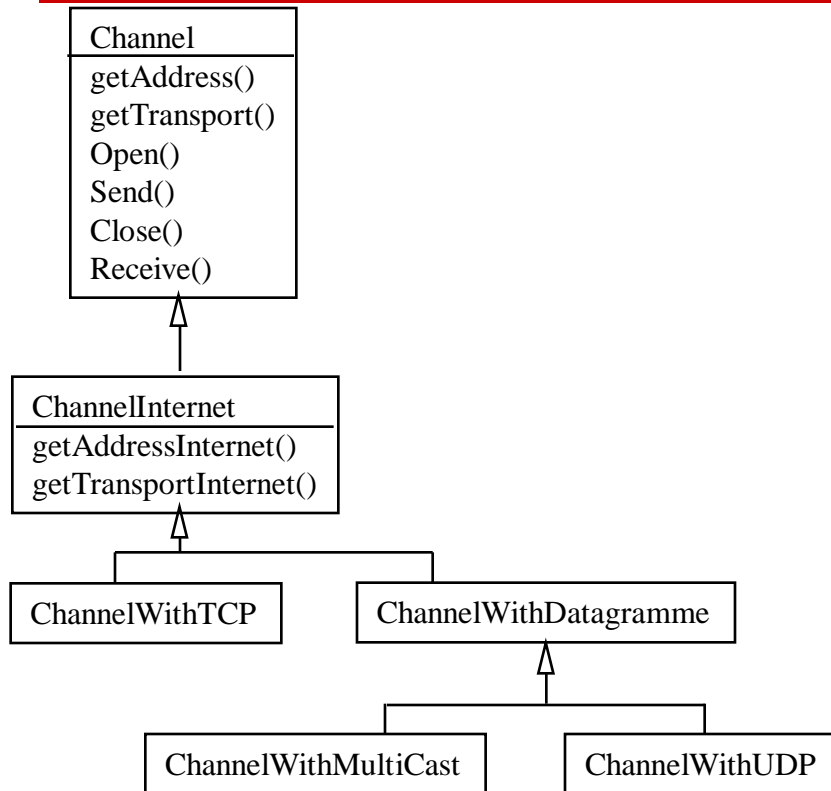 Channel
getAddress()
getTransport()
Open()
Send()
Close()
Receive()
ChannelInternet
getAddressInternet()
getTransportInternet()
ChannelWithTCP
ChannelWithDatagramme
ChannelWithMultiCast
ChannelWithUDP